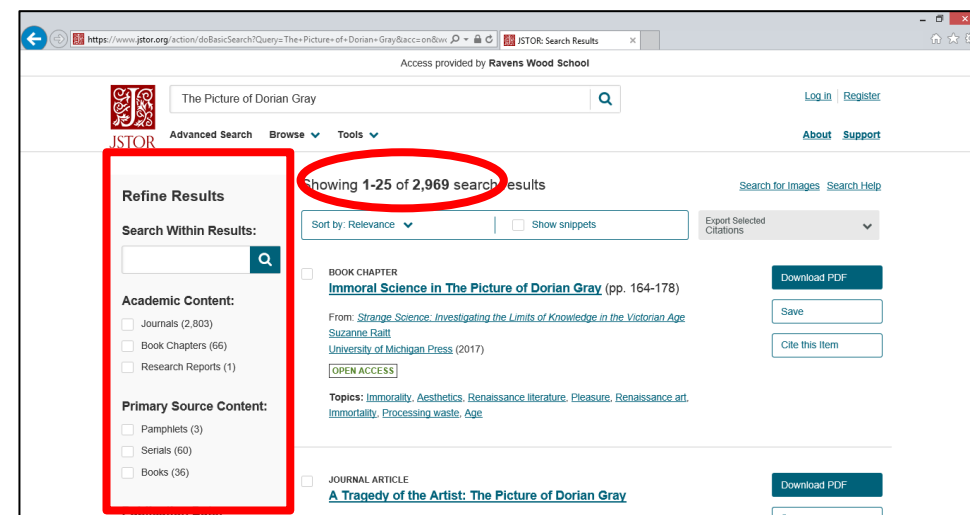 https://www.jstor.org/action/doBasicSearch?Query=The+Picture+of+Dorian+Gray&acc=on&wc
JSTOR: Search Results
Access provided by Ravens Wood School
JSTOR
The Picture of Dorian Gray
Log in Register
Advanced Search Browse Tools
About Support
Refine Results
Search Within Results:
Academic Content:
Journals (2,803)
Book Chapters (66)
Research Reports (1)
Primary Source Content:
Pamphlets (3)
Serials (60)
Books (36)
Showing 1-25 of 2,969 search results
Search for Images Search Help
Sort by: Relevance
Show snippets
Export Selected
Citations
BOOK CHAPTER
Immoral Science in The Picture of Dorian Gray (pp. 164-178)
From: Strange Science: Investigating the Limits of Knowledge in the Victorian Age
Suzanne Raitt
University of Michigan Press (2017)
OPEN ACCESS
Topics: Immorality, Aesthetics, Renaissance literature, Pleasure, Renaissance art,
Immortality, Processing waste, Age
Download PDF
Save
Cite this Item
JOURNAL ARTICLE
A Tragedy of the Artist: The Picture of Dorian Gray
Download PDF